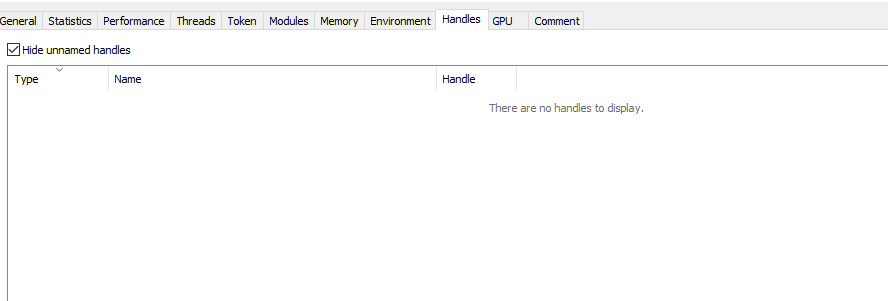 General Statistics Performance Threads Token Modules Memory Environment Handles GPU Comment
Hide unnamed handles
Type Name Handle
There are no handles to display.